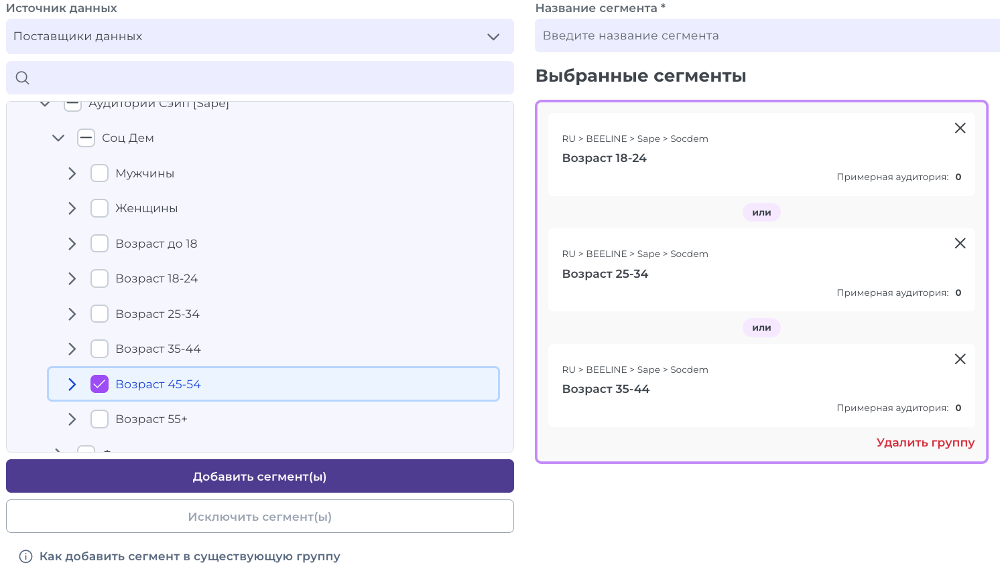 Источник данных
Поставщики данных
Аудитории Сэйп [Sape]
Соц Дем
Мужчины
Женщины
Возраст до 18
Возраст 18-24
Возраст 25-34
Возраст 35-44
Возраст 45-54
Возраст 55+
Добавить сегмент(ы)
Исключить сегмент(ы)
Как добавить сегмент в существующую группу
Название сегмента *
Введите название сегмента
Выбранные сегменты
RU > BEELINE > Sape > Socdem
Возраст 18-24
Примерная аудитория: 0
или
RU > BEELINE > Sape > Socdem
Возраст 25-34
Примерная аудитория: 0
или
RU > BEELINE > Sape > Socdem
Возраст 35-44
Примерная аудитория: 0
Удалить группу